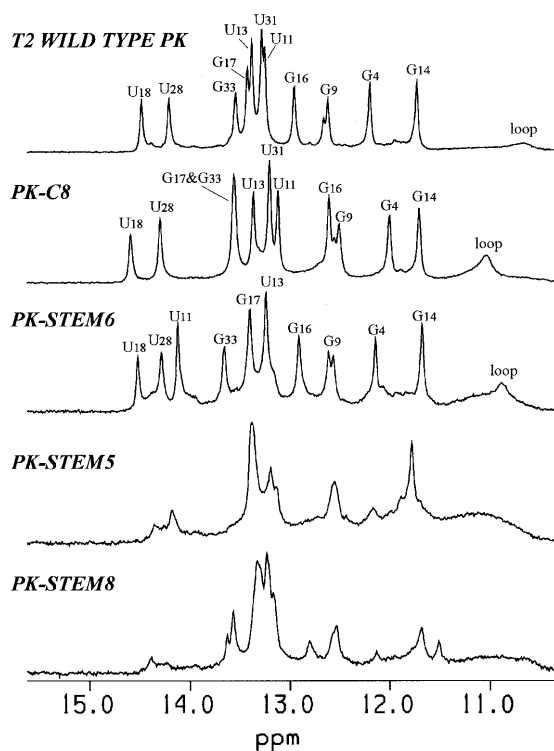 T2 WILD TYPE PK
U18 U28 G33 G17 U13 U31 U11 G16 G9 G4 G14 loop
PK-C8
U18 U28 G17&G33 U13 U31 U11 G16 G9 G4 G14 loop
PK-STEM6
U18 U28 U11 G33 G17 U13 G16 G9 G4 G14 loop
PK-STEM5
PK-STEM8
15.0 14.0 13.0 12.0 11.0
ppm